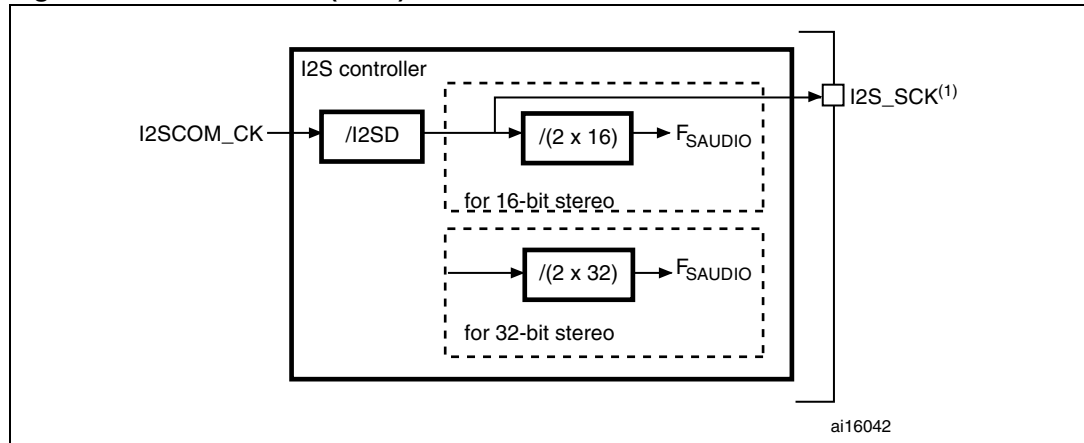 I2S controller
I2SCOM_CK
/I2SD
/(2 x 16)
FSAUDIO
I2S_SCK(1)
for 16-bit stereo
/(2 x 32)
FSAUDIO
for 32-bit stereo
ai16042